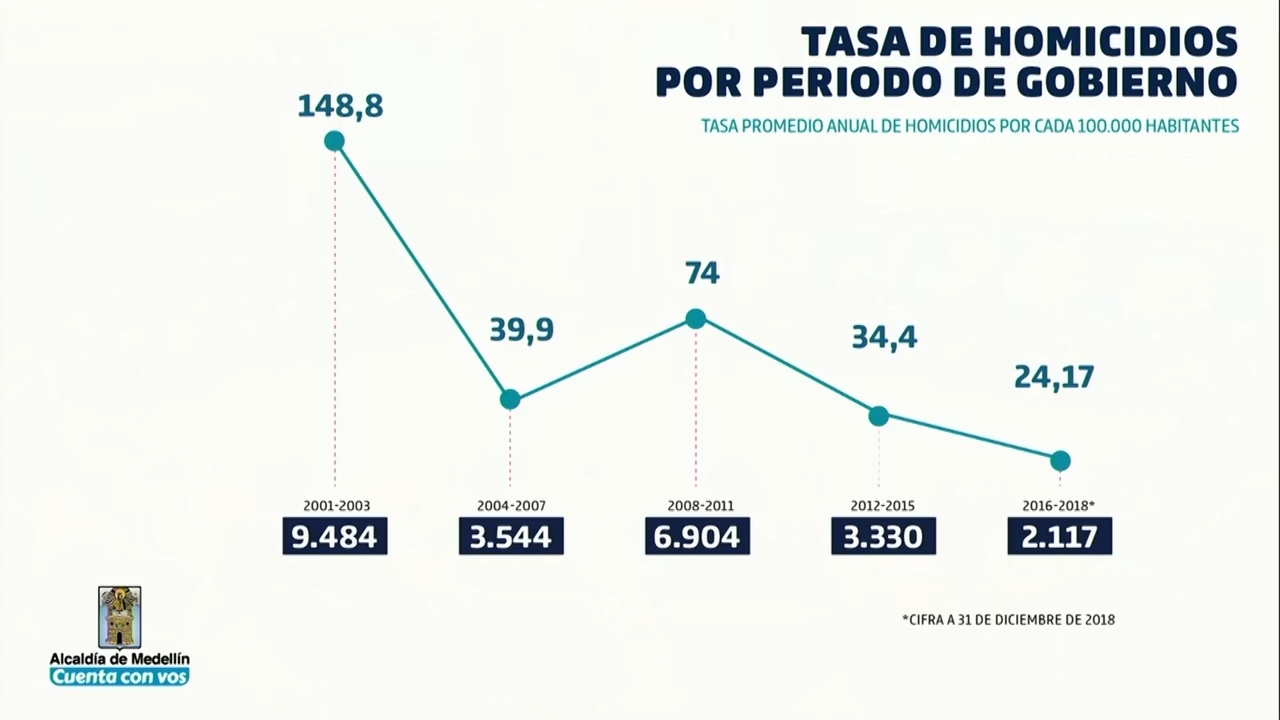 TASA DE HOMICIDIOS
POR PERIODO DE GOBIERNO
TASA PROMEDIO ANUAL DE HOMICIDIOS POR CADA 100.000 HABITANTES
148,8
39,9
74
34,4
24,17
2001-2003
2004-2007
2008-2011
2012-2015
2016-2018*
9.484
3.544
6.904
3.330
2.117
*CIFRA A 31 DE DICIEMBRE DE 2018
Alcaldía de Medellín
Cuenta con vos